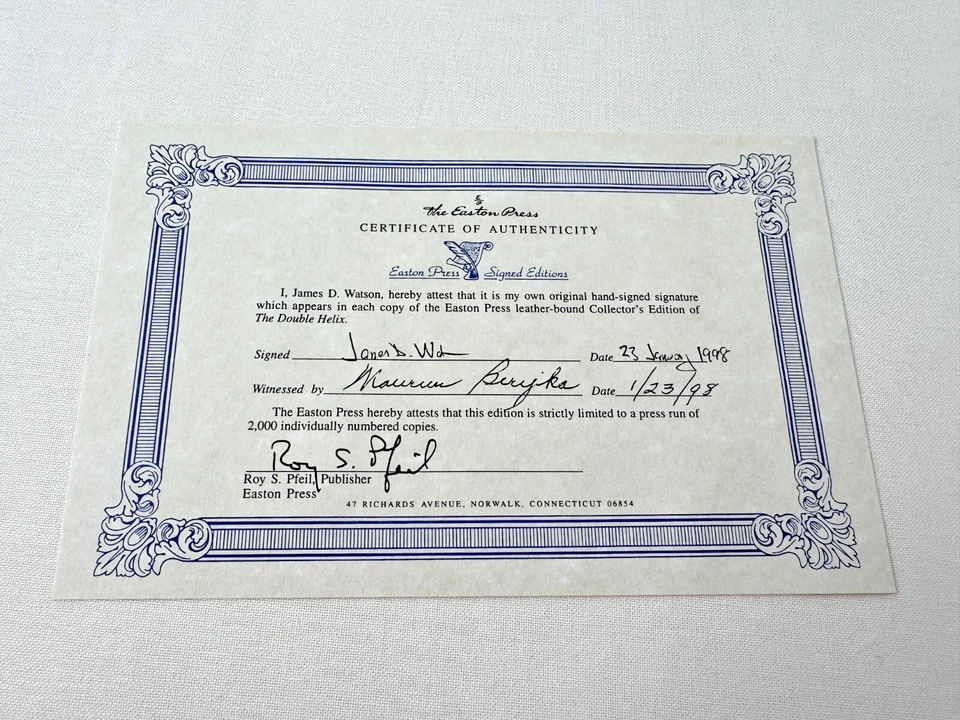 The Easton Press
CERTIFICATE OF AUTHENTICITY
Easton Press Signed Editions
I, James D. Watson, hereby attest that it is my own original hand-signed signature
which appears in each copy of the Easton Press leather-bound Collector's Edition of
The Double Helix.
Signed James D. Wat Date 23 January 1998
Witnessed by Maureen Date 1/23/98
The Easton Press hereby attests that this edition is strictly limited to a press run of
2,000 individually numbered copies.
Roy S. Pfeil
Roy S. Pfeil, Publisher
Easton Press
47 RICHARDS AVENUE, NORWALK, CONNECTICUT 06854